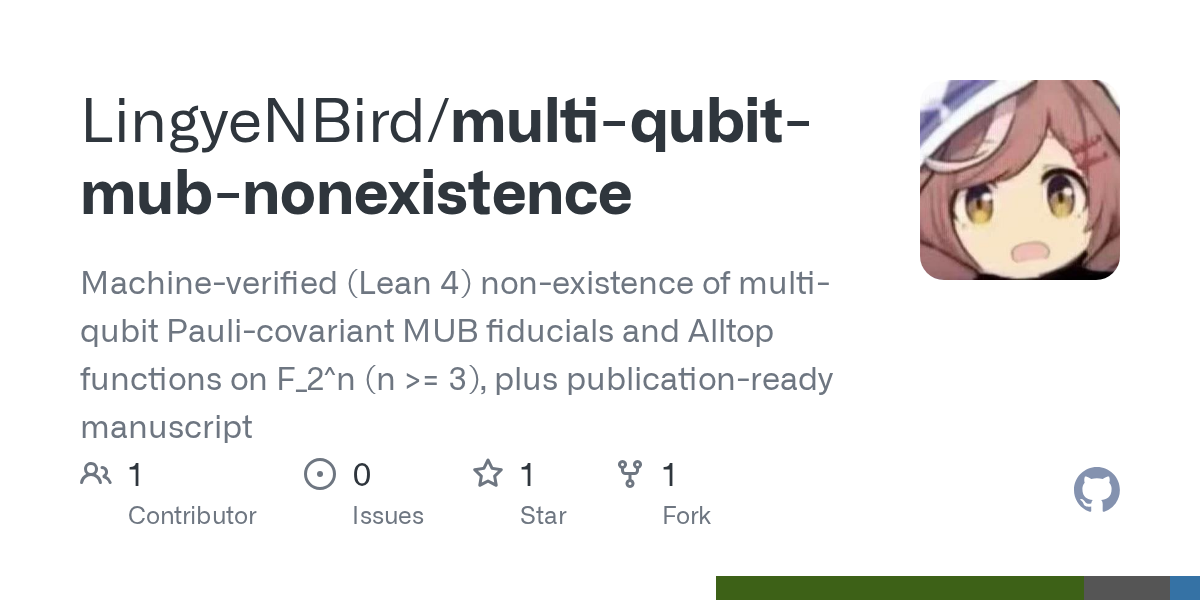 LingyeNBird/multi-qubit-
mub-nonexistence
Machine-verified (Lean 4) non-existence of multi-
qubit Pauli-covariant MUB fiducials and Alltop
functions on F_2^n (n >= 3), plus publication-ready
manuscript
1 0 1 1
Contributor Issues Star Fork